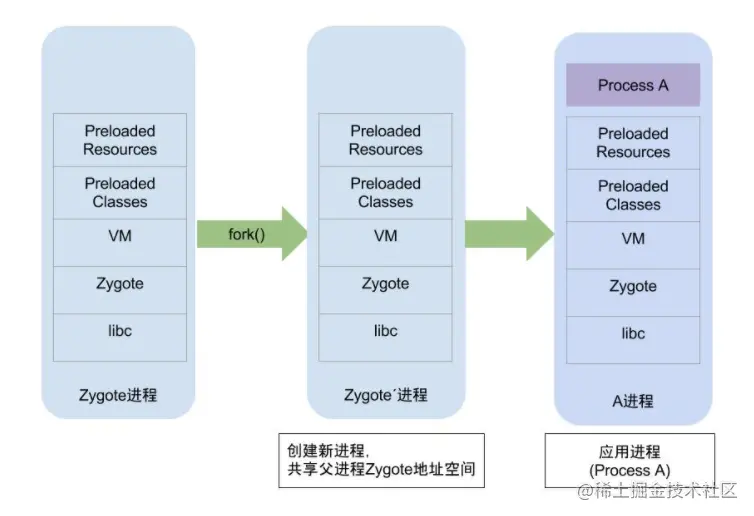 Preloaded
Resources
Preloaded
Classes
VM
Zygote
libc
Zygote进程
fork()
Preloaded
Resources
Preloaded
Classes
VM
Zygote
libc
Zygote´进程
创建新进程，
共享父进程Zygote地址空间
Process A
Preloaded
Resources
Preloaded
Classes
VM
Zygote
libc
A进程
应用进程
(Process A)
@稀土掘金技术社区